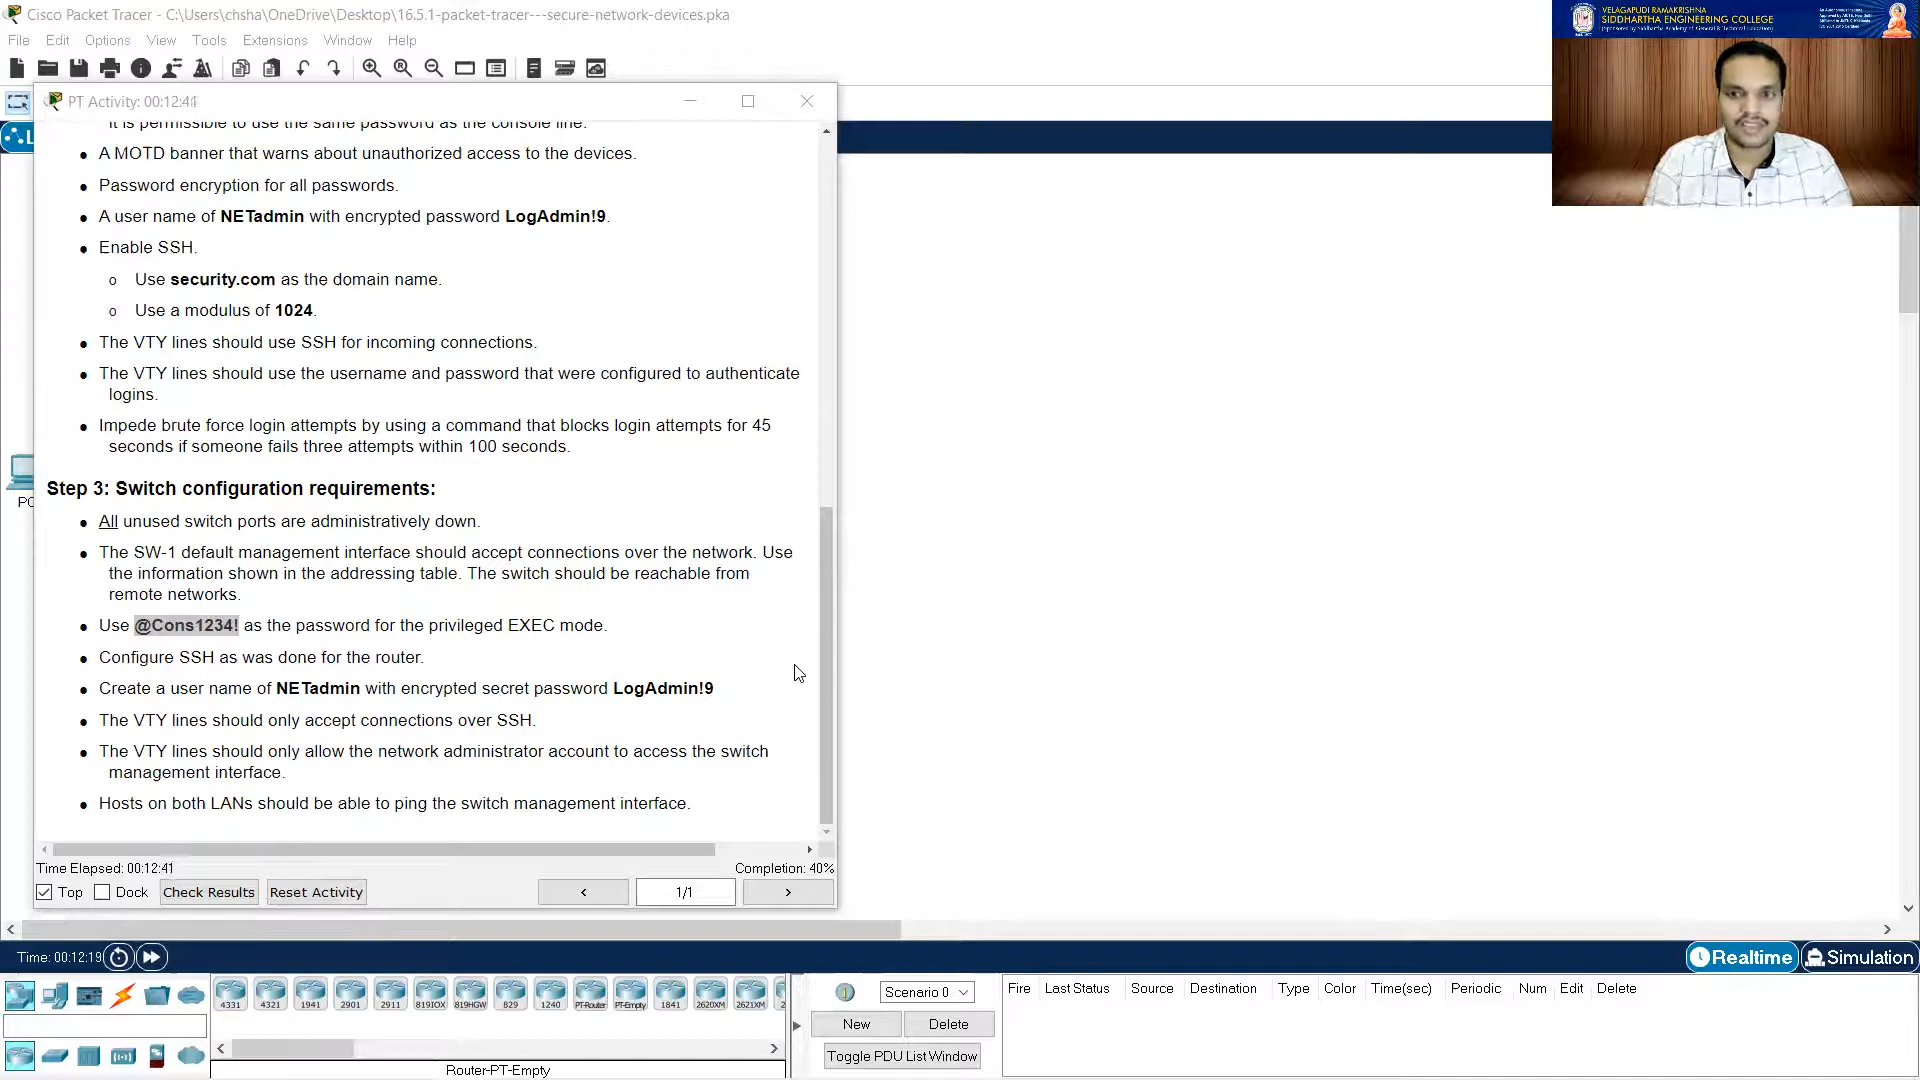 Cisco Packet Tracer - C:\Users\chsha\OneDrive\Desktop\16.5.1-packet-tracer---secure-network-devices.pka
VELAGAPUDI RAMAKRISHNA
SIDDHARTHA ENGINEERING COLLEGE
File Edit Options View Tools Extensions Window Help
PT Activity: 00:12:41
it is permissible to use the same password as the console line.
A MOTD banner that warns about unauthorized access to the devices.
Password encryption for all passwords.
A user name of NETadmin with encrypted password LogAdmin!9.
Enable SSH.
o Use security.com as the domain name.
o Use a modulus of 1024.
The VTY lines should use SSH for incoming connections.
The VTY lines should use the username and password that were configured to authenticate
logins.
Impede brute force login attempts by using a command that blocks login attempts for 45
seconds if someone fails three attempts within 100 seconds.
Step 3: Switch configuration requirements:
All unused switch ports are administratively down.
The SW-1 default management interface should accept connections over the network. Use
the information shown in the addressing table. The switch should be reachable from
remote networks.
Use @Cons1234! as the password for the privileged EXEC mode.
Configure SSH as was done for the router.
Create a user name of NETadmin with encrypted secret password LogAdmin!9
The VTY lines should only accept connections over SSH.
The VTY lines should only allow the network administrator account to access the switch
management interface.
Hosts on both LANs should be able to ping the switch management interface.
Time Elapsed: 00:12:41 Completion: 40%
Top Dock Check Results Reset Activity < 1/1 >
Time: 00:12:19 Realtime Simulation
4331 4321 1941 2901 2911 819IOX 819HGW 829 1240 PT-Router PT-Empty 1841 2620XM 2621XM
Scenario 0
New Delete
Toggle PDU List Window
Fire Last Status Source Destination Type Color Time(sec) Periodic Num Edit Delete
Router-PT-Empty